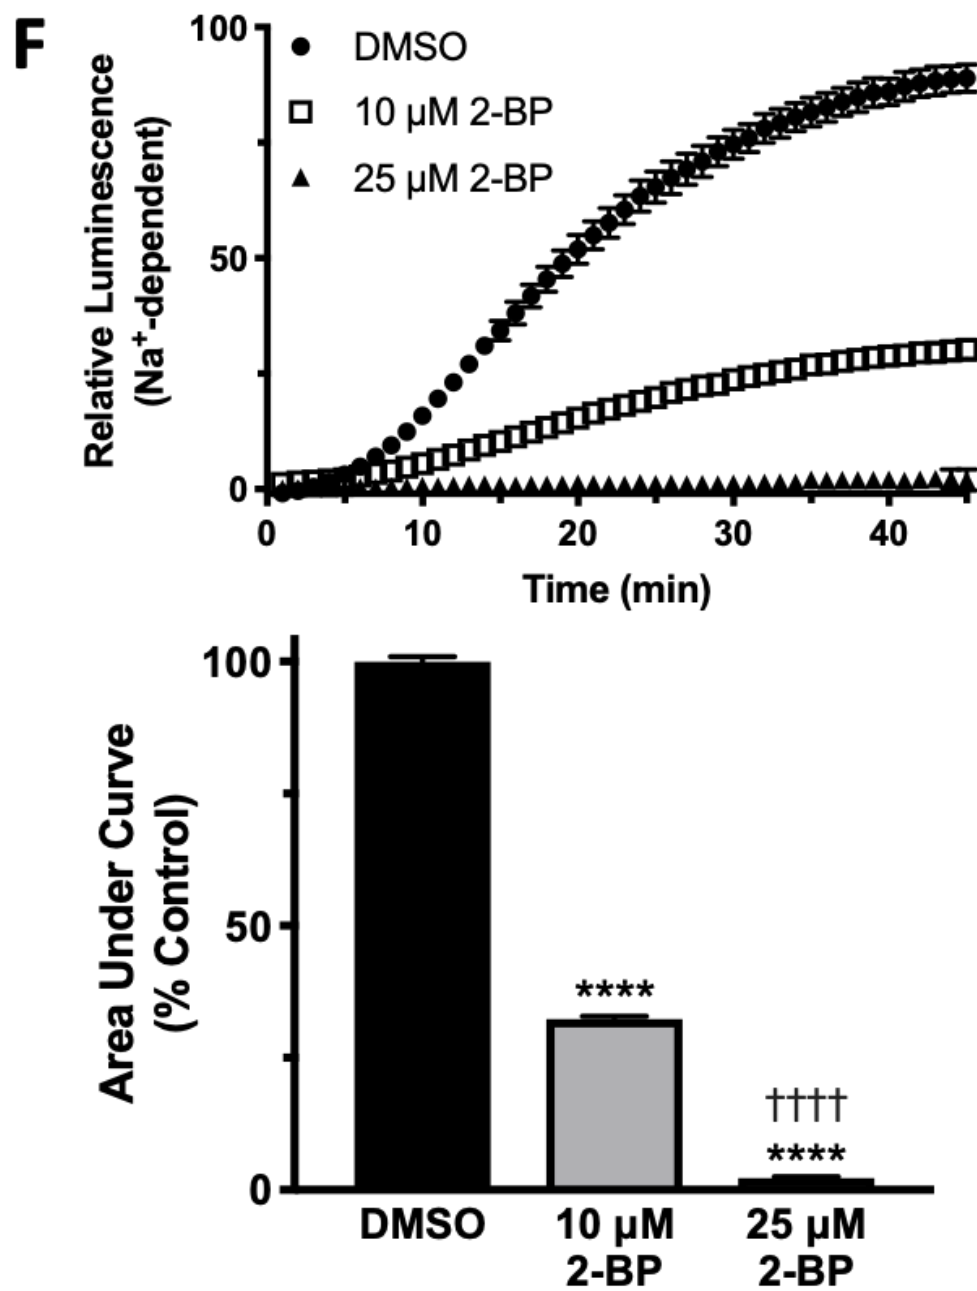 F
100
50
0
Relative Luminescence
(Na⁺-dependent)
DMSO
10 µM 2-BP
25 µM 2-BP
0 10 20 30 40
Time (min)
100
50
0
Area Under Curve
(% Control)
****
††††
****
DMSO 10 µM 25 µM
2-BP 2-BP